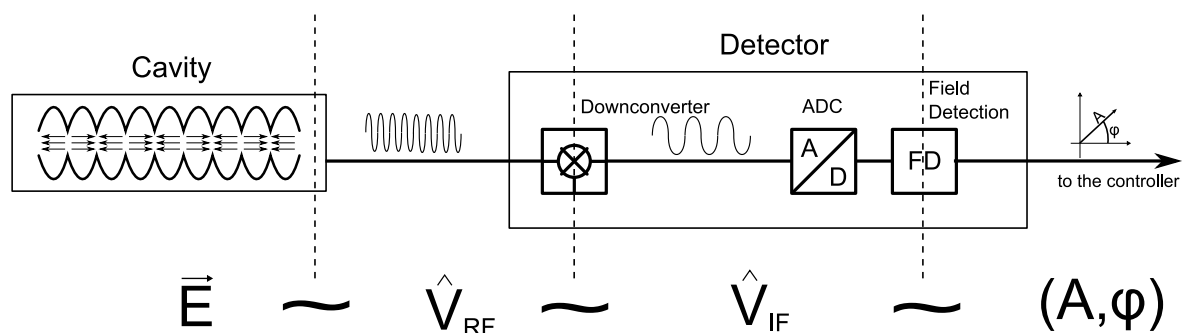 Detector
Cavity
Downconverter
ADC
Field
Detection
A
D
FD
A
φ
to the controller
E ~ V̂RF ~ V̂IF ~ (A,φ)